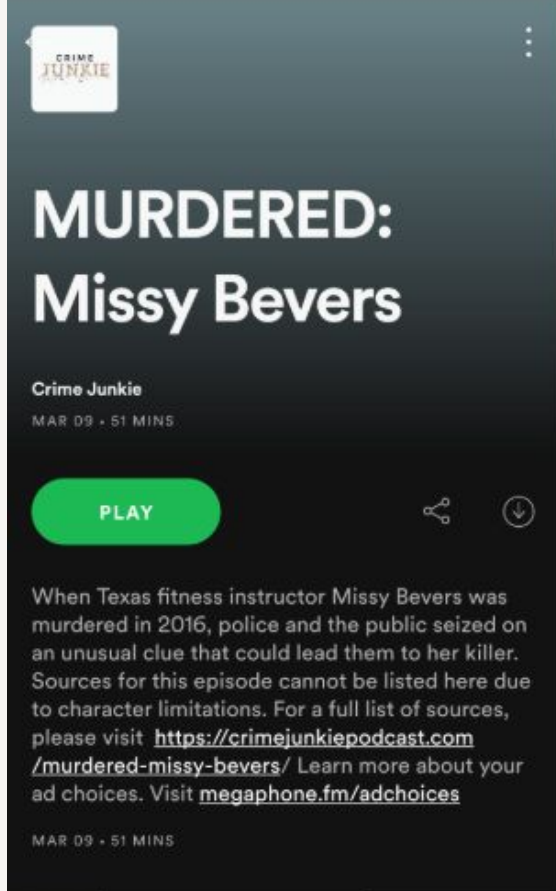 CRIME
JUNKIE
MURDERED:
Missy Bevers
Crime Junkie
MAR 09 • 51 MINS
PLAY
When Texas fitness instructor Missy Bevers was
murdered in 2016, police and the public seized on
an unusual clue that could lead them to her killer.
Sources for this episode cannot be listed here due
to character limitations. For a full list of sources,
please visit https://crimejunkiepodcast.com
/murdered-missy-bevers/ Learn more about your
ad choices. Visit megaphone.fm/adchoices
MAR 09 • 51 MINS